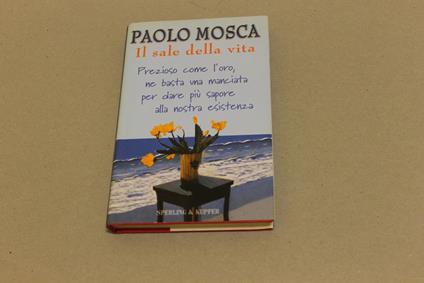 PAOLO MOSCA
Il sale della vita
Prezioso come l'oro,
ne basta una manciata
per dare più sapore
alla nostra esistenza
SPERLING & KUPFER